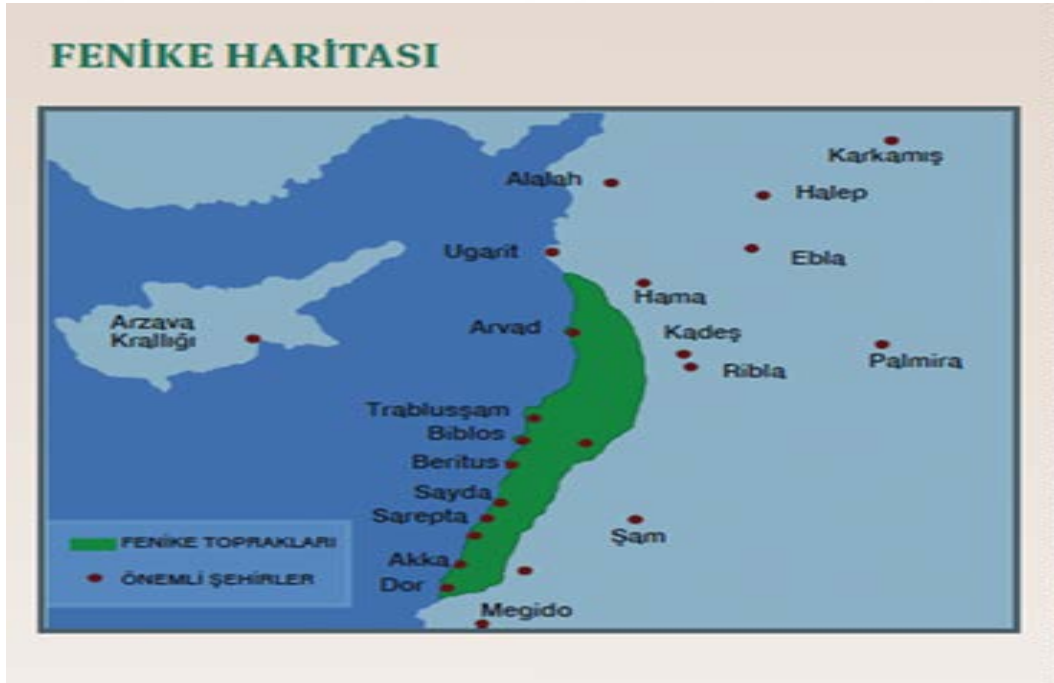 FENİKE HARİTASI
Karkamış
Alalah
Halep
Ugarit
Ebla
Hama
Arzava
Krallığı
Arvad
Kadeş
Ribla
Palmira
Trablusşam
Biblos
Beritus
Sayda
Sarepta
Şam
FENİKE TOPRAKLARI
Akka
ÖNEMLİ ŞEHİRLER
Dor
Megido